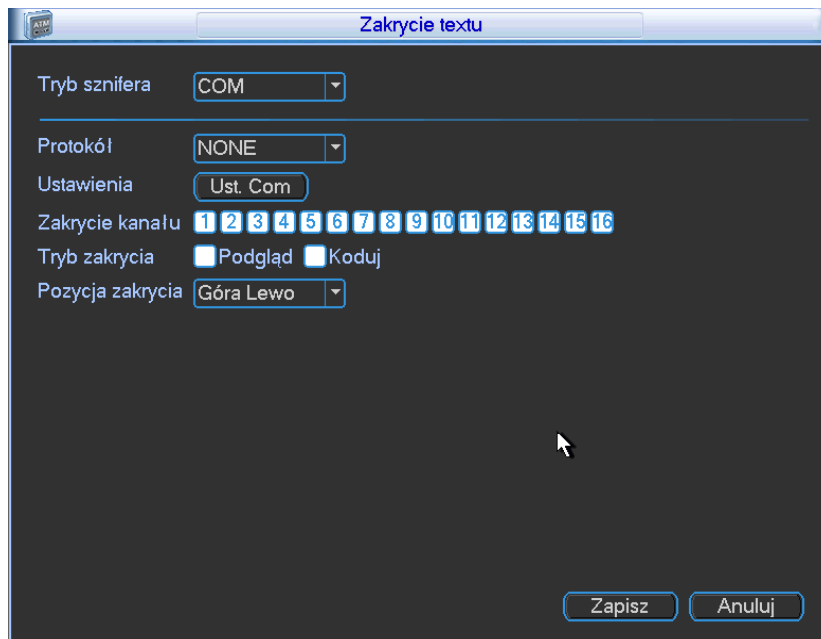 ATM
Zakrycie textu
Tryb sznifera COM
Protokół NONE
Ustawienia Ust. Com
Zakrycie kanału 1 2 3 4 5 6 7 8 9 10 11 12 13 14 15 16
Tryb zakrycia Podgląd Koduj
Pozycja zakrycia Góra Lewo
Zapisz Anuluj